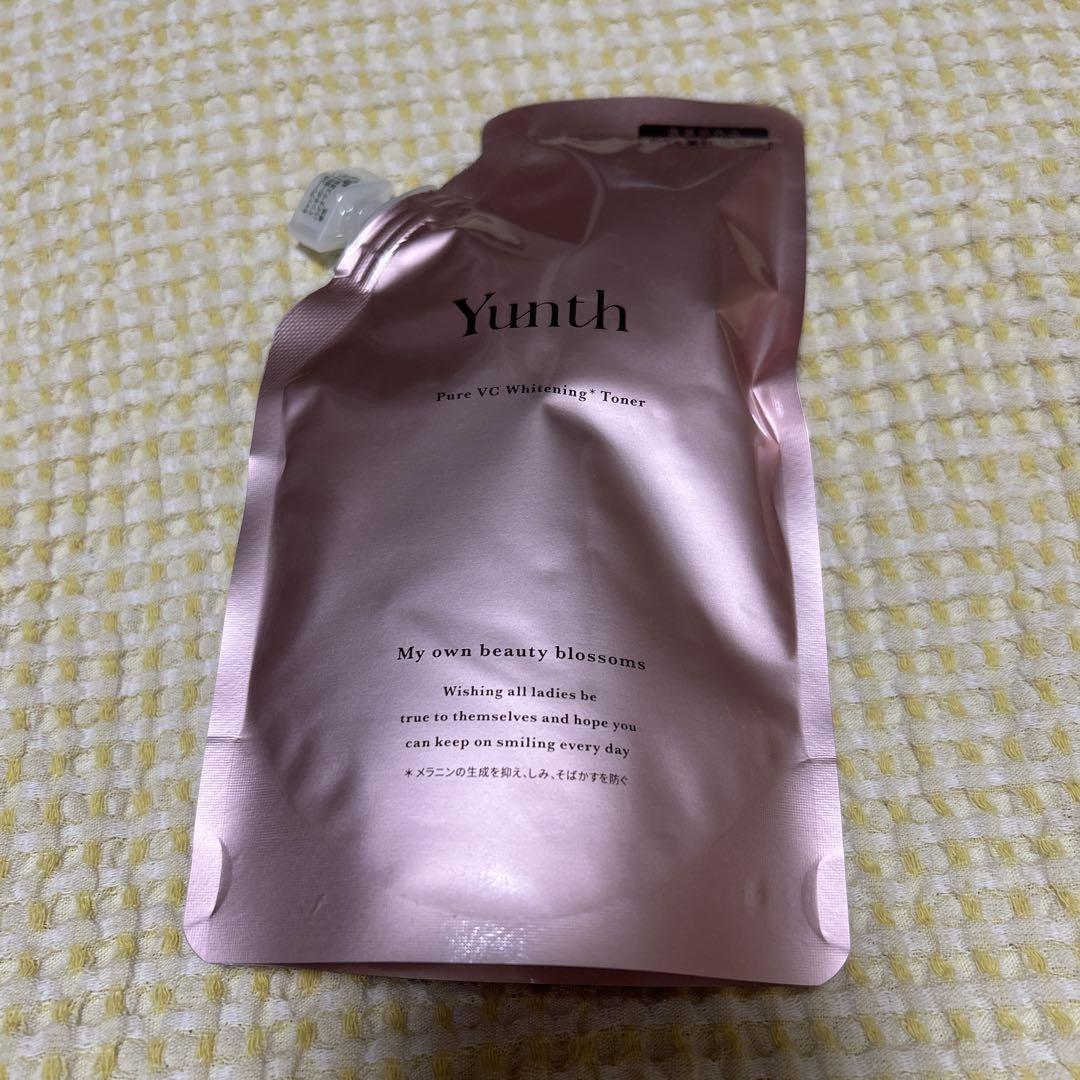 Yunth
Pure VC Whitening* Toner
My own beauty blossoms
Wishing all ladies be
true to themselves and hope you
can keep on smiling every day
*メラニンの生成を抑え、しみ、そばかすを防ぐ